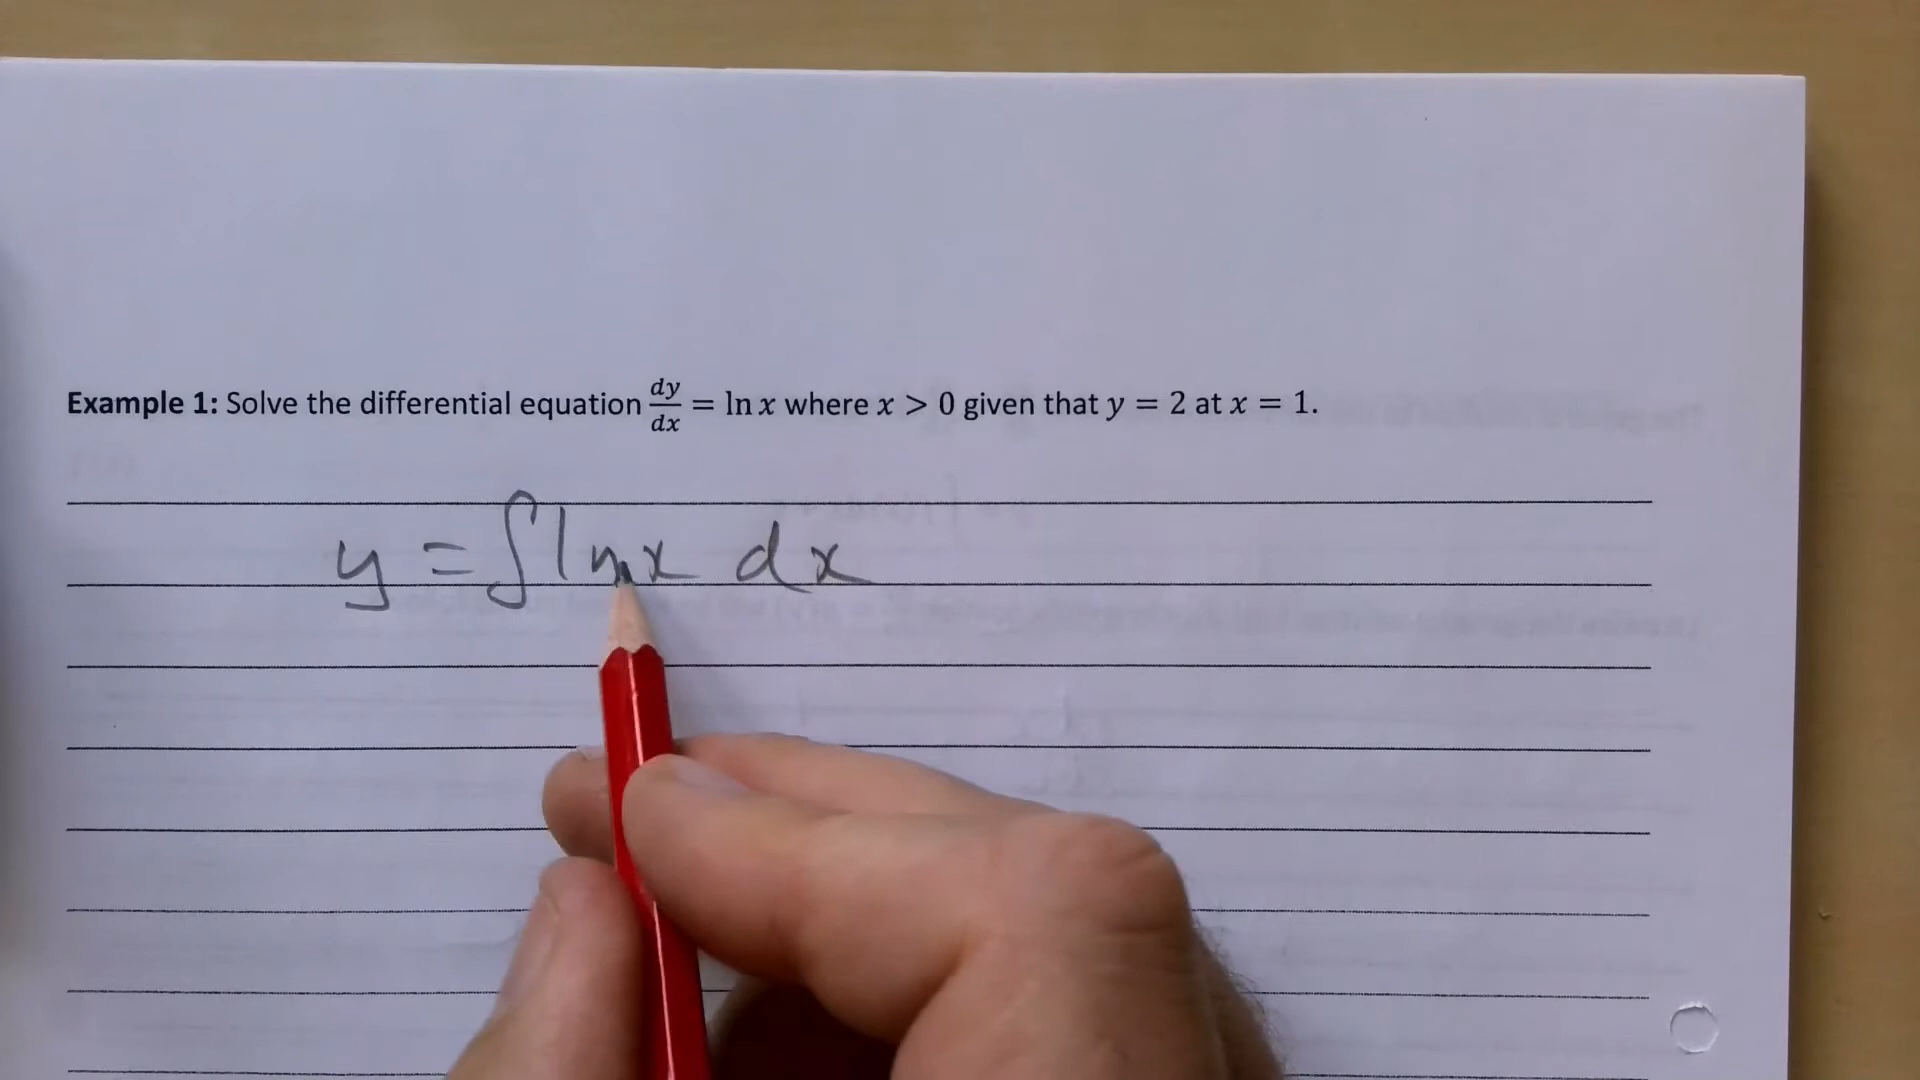 Example 1: Solve the differential equation dy/dx = ln x where x > 0 given that y = 2 at x = 1.
y = ∫ ln x dx